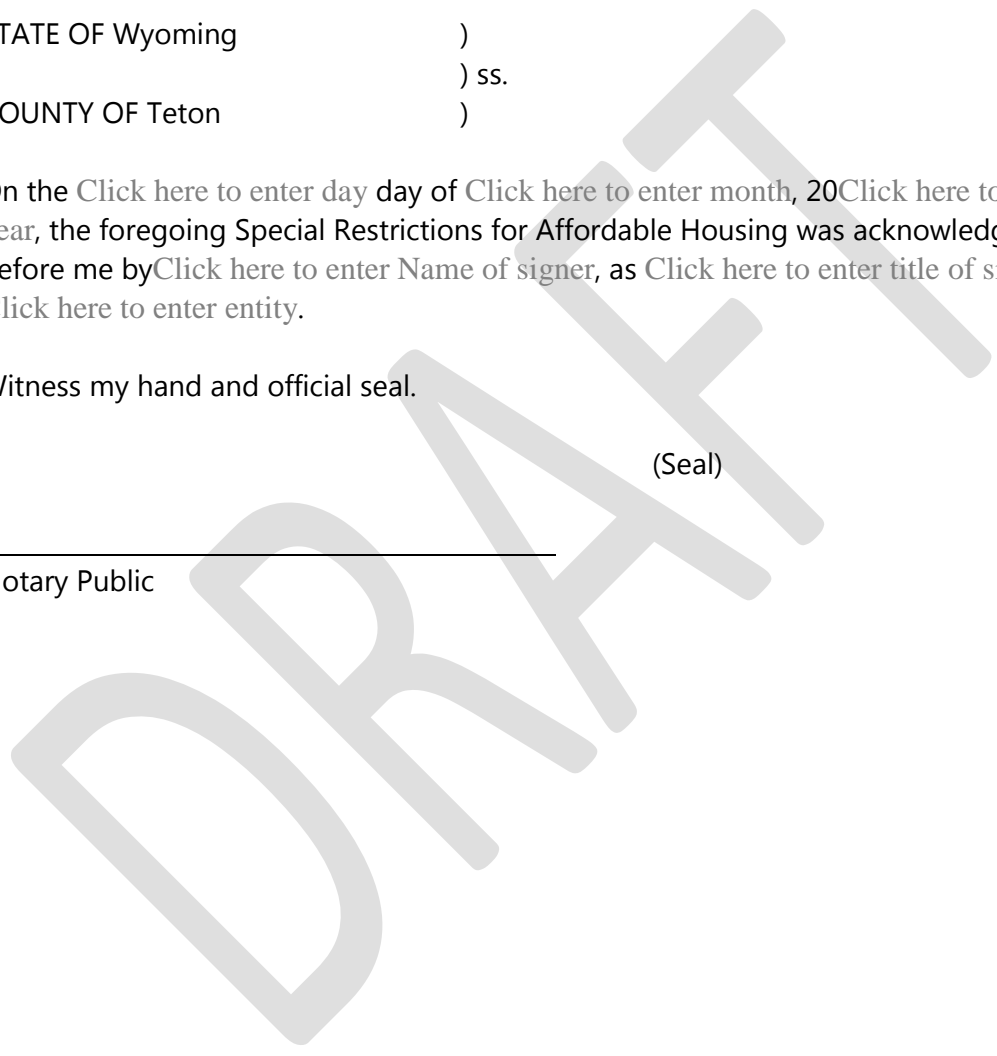 TATE OF Wyoming )
) ss.
OUNTY OF Teton )
n the Click here to enter day day of Click here to enter month, 20Click here to
ear, the foregoing Special Restrictions for Affordable Housing was acknowledg
efore me byClick here to enter Name of signer, as Click here to enter title of si
lick here to enter entity.
itness my hand and official seal.
(Seal)
otary Public
DRAFT